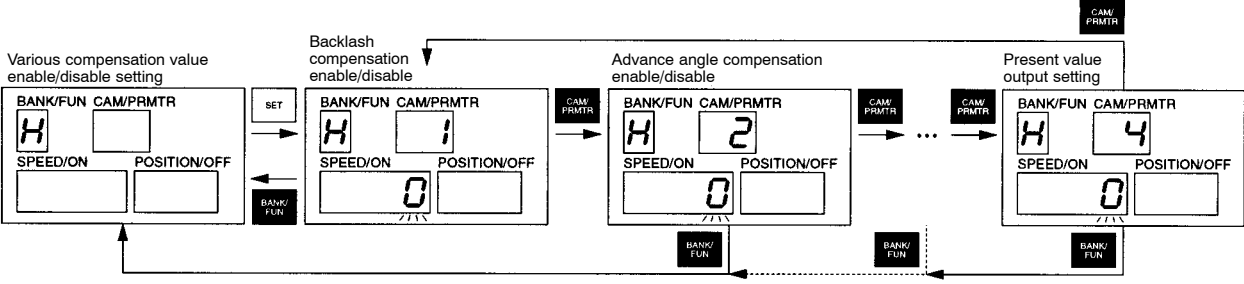 CAM/
PRMTR
Various compensation value
enable/disable setting
BANK/FUN CAM/PRMTR
H
SPEED/ON POSITION/OFF
SET
BANK/
FUN
Backlash
compensation
enable/disable
BANK/FUN CAM/PRMTR
H 1
SPEED/ON POSITION/OFF
0
CAM/
PRMTR
Advance angle compensation
enable/disable
BANK/FUN CAM/PRMTR
H 2
SPEED/ON POSITION/OFF
0
BANK/
FUN
CAM/
PRMTR
...
CAM/
PRMTR
BANK/
FUN
Present value
output setting
BANK/FUN CAM/PRMTR
H 4
SPEED/ON POSITION/OFF
0
BANK/
FUN